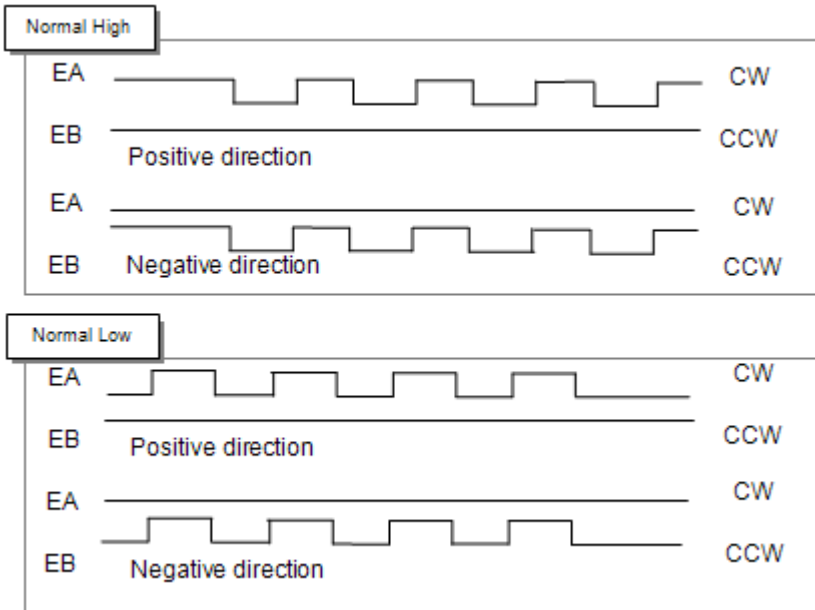 Normal High
EA CW
EB CCW
Positive direction
EA CW
EB Negative direction CCW
Normal Low
EA CW
EB CCW
Positive direction
EA CW
EB CCW
Negative direction